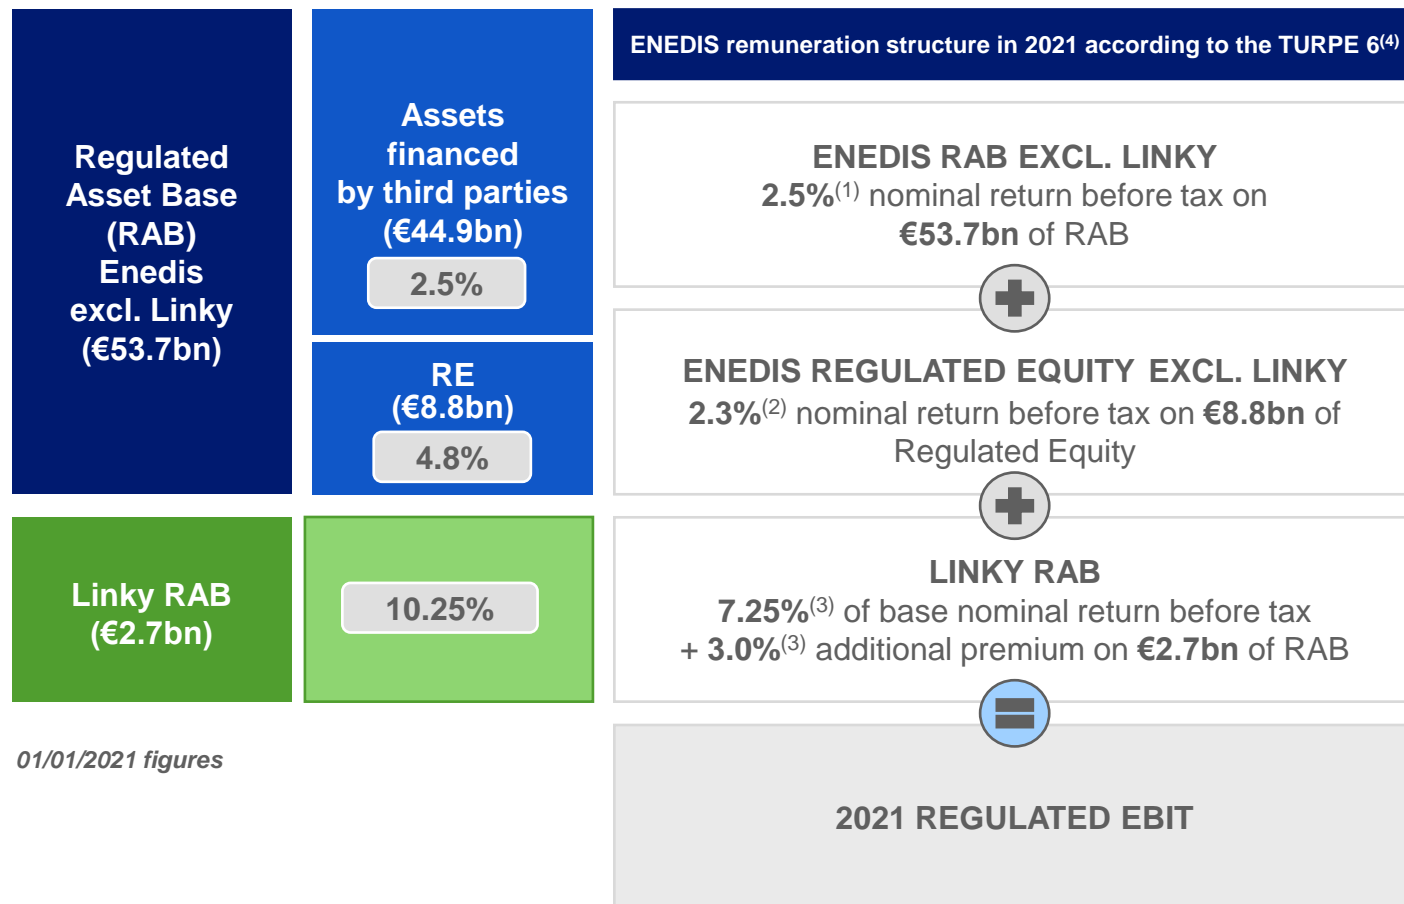 Regulated
Asset Base
(RAB)
Enedis
excl. Linky
(€53.7bn)
Assets
financed
by third parties
(€44.9bn)
2.5%
RE
(€8.8bn)
4.8%
Linky RAB
(€2.7bn)
10.25%
01/01/2021 figures
ENEDIS remuneration structure in 2021 according to the TURPE 6(4)
ENEDIS RAB EXCL. LINKY
2.5%(1) nominal return before tax on
€53.7bn of RAB
ENEDIS REGULATED EQUITY EXCL. LINKY
2.3%(2) nominal return before tax on €8.8bn of
Regulated Equity
LINKY RAB
7.25%(3) of base nominal return before tax
+ 3.0%(3) additional premium on €2.7bn of RAB
2021 REGULATED EBIT